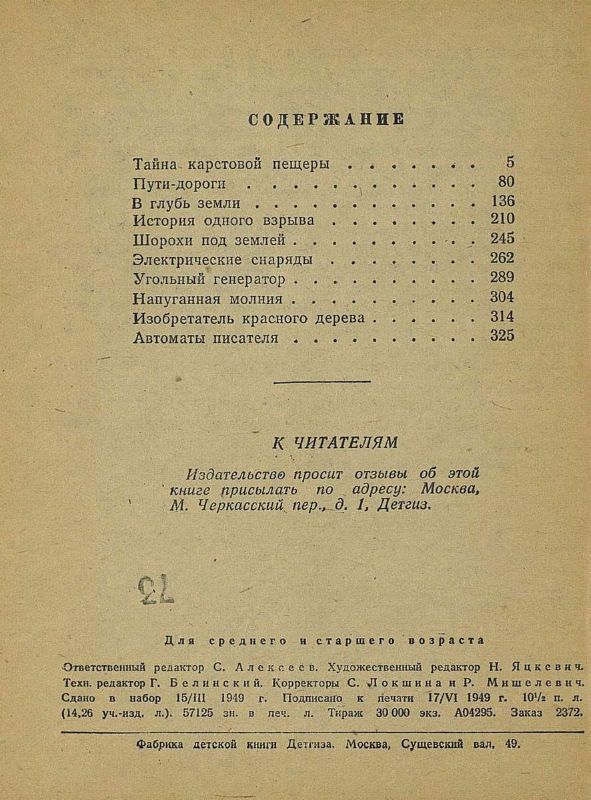 СОДЕРЖАНИЕ
Тайна карстовой пещеры . . . . . . . 5
Пути-дороги . . . . . . . . . . . . 80
В глубь земли . . . . . . . . . . . 136
История одного взрыва . . . . . . . . 210
Шорохи под землей . . . . . . . . . . 245
Электрические снаряды . . . . . . . . 262
Угольный генератор . . . . . . . . . . 289
Напуганная молния . . . . . . . . . . 304
Изобретатель красного дерева . . . . . . 314
Автоматы писателя . . . . . . . . . . 325
К ЧИТАТЕЛЯМ
Издательство просит отзывы об этой
книге присылать по адресу: Москва,
М. Черкасский пер., д. 1, Детгиз.
73
Для среднего и старшего возраста
Ответственный редактор С. Алексеев. Художественный редактор Н. Яцкевич.
Техн. редактор Г. Белинский. Корректоры С. Локшина и Р. Мишелевич.
Сдано в набор 15/III 1949 г. Подписано к печати 17/VI 1949 г. 10¹/₂ п. л.
(14,26 уч.-изд. л.). 57125 зн. в печ. л. Тираж 30 000 экз. А04295. Заказ 2372.
Фабрика детской книги Детгиза. Москва, Сущевский вал, 49.